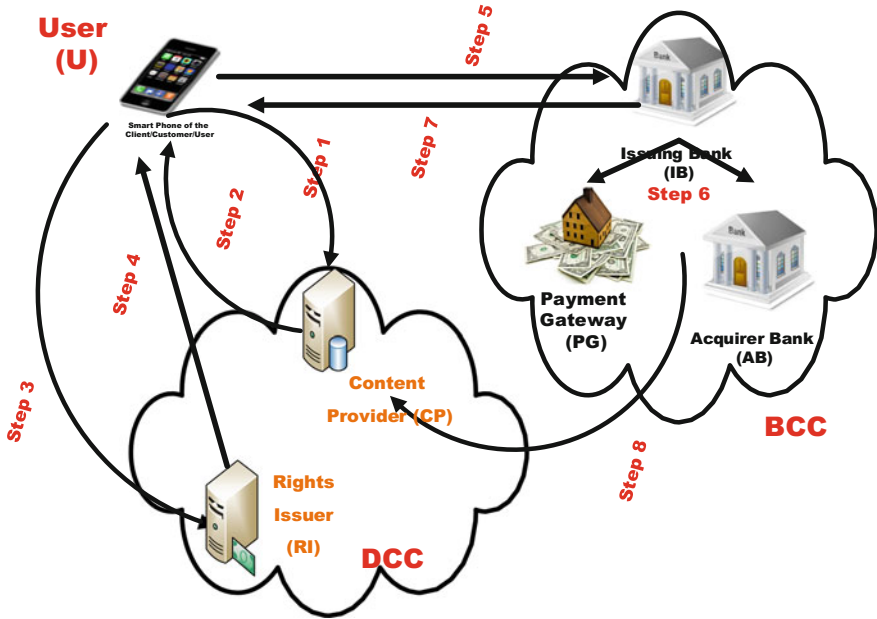 User
(U)
Smart Phone of the
Client/Customer/User
Step 5
Step 7
Step 1
Step 2
Step 4
Step 3
Bank
Issuing Bank
(IB)
Step 6
Bank
Payment
Gateway
(PG)
Acquirer Bank
(AB)
BCC
Step 8
Content
Provider (CP)
Rights
Issuer
(RI)
DCC